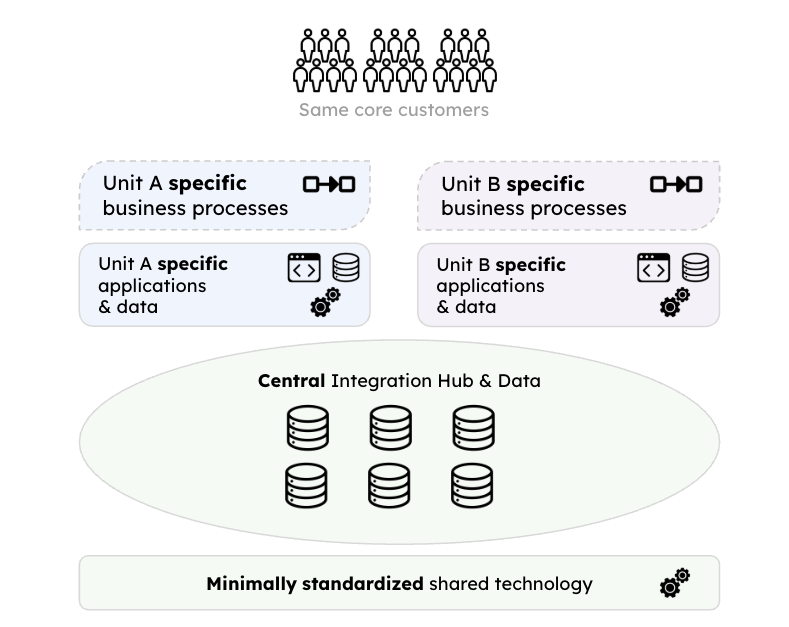 Same core customers
Unit A specific
business processes
Unit B specific
business processes
Unit A specific
applications
& data
Unit B specific
applications
& data
Central Integration Hub & Data
Minimally standardized shared technology